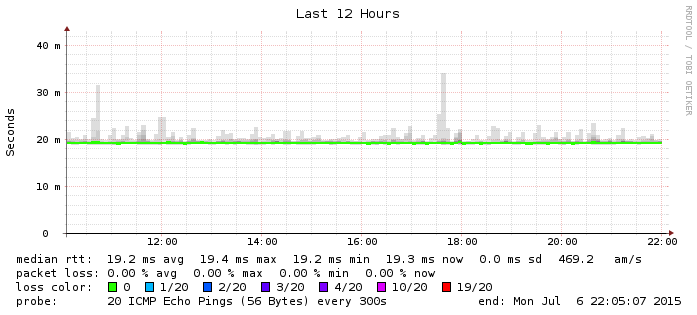 Last 12 Hours
RRDTOOL / TOBI OETIKER
Seconds
40 m
30 m
20 m
10 m
0
12:00 14:00 16:00 18:00 20:00 22:00
median rtt: 19.2 ms avg 19.4 ms max 19.2 ms min 19.3 ms now 0.0 ms sd 469.2 am/s
packet loss: 0.00 % avg 0.00 % max 0.00 % min 0.00 % now
loss color: 0 1/20 2/20 3/20 4/20 10/20 19/20
probe: 20 ICMP Echo Pings (56 Bytes) every 300s end: Mon Jul 6 22:05:07 2015